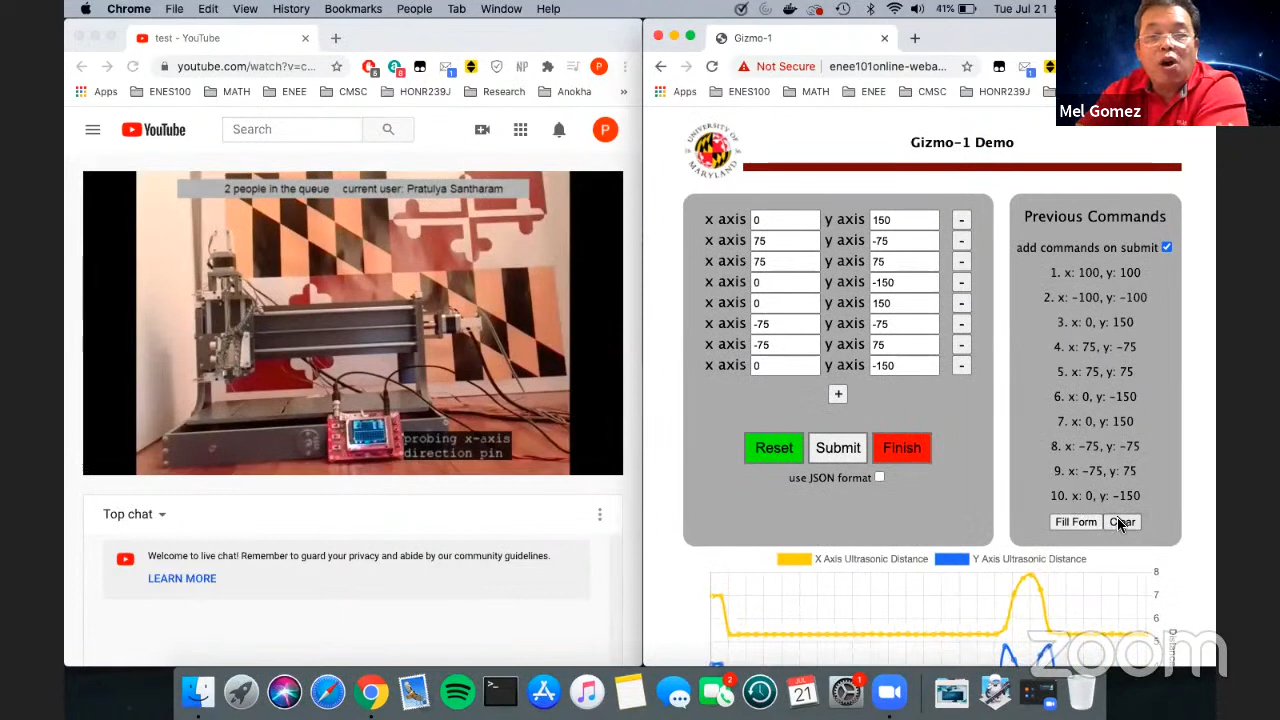 Chrome File Edit View History Bookmarks People Tab Window Help
41% Tue Jul 21
test - YouTube
Gizmo-1
youtube.com/watch?v=c...
Not Secure enee101online-weba...
Apps ENES100 MATH ENEE CMSC HONR239J Research Anokha »
Apps ENES100 MATH ENEE CMSC HONR239J
Mel Gomez
YouTube
Search
P
UNIVERSITY OF MARYLAND
Gizmo-1 Demo
2 people in the queue current user: Pratulya Santharam
probing x-axis
direction pin
x axis 0 y axis 150 -
x axis 75 y axis -75 -
x axis 75 y axis 75 -
x axis 0 y axis -150 -
x axis 0 y axis 150 -
x axis -75 y axis -75 -
x axis -75 y axis 75 -
x axis 0 y axis -150 -
+
Reset Submit Finish
use JSON format
Previous Commands
add commands on submit
1. x: 100, y: 100
2. x: -100, y: -100
3. x: 0, y: 150
4. x: 75, y: -75
5. x: 75, y: 75
6. x: 0, y: -150
7. x: 0, y: 150
8. x: -75, y: -75
9. x: -75, y: 75
10. x: 0, y: -150
Fill Form Clear
Top chat
Welcome to live chat! Remember to guard your privacy and abide by our community guidelines.
LEARN MORE
X Axis Ultrasonic Distance Y Axis Ultrasonic Distance
8
7
6
zoom
JUL
21
2
1